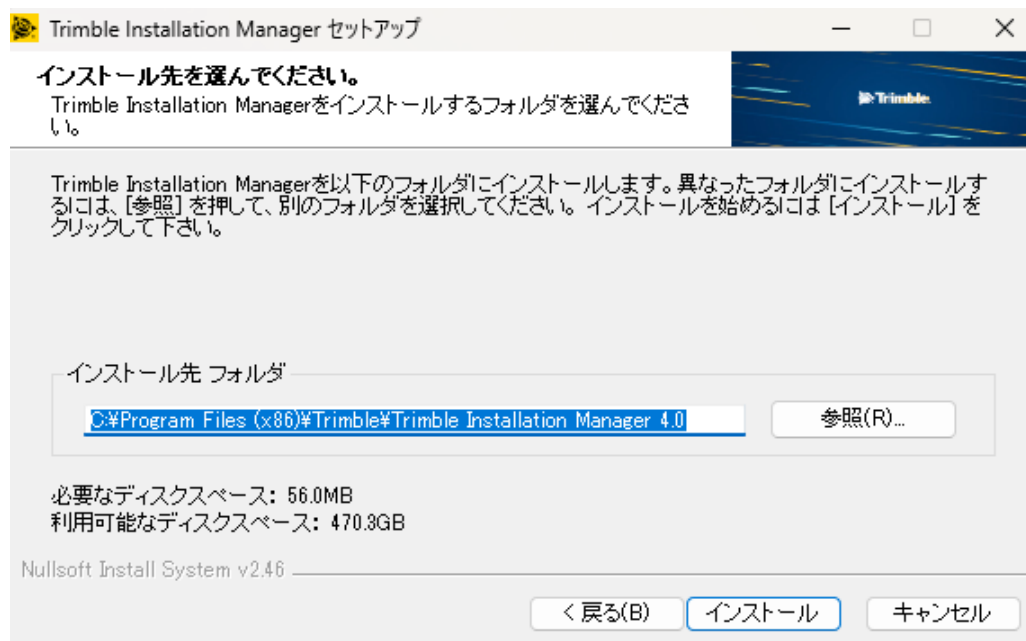 Trimble Installation Manager セットアップ
インストール先を選んでください。
Trimble Installation Managerをインストールするフォルダを選んでくださ
い。
Trimble.
Trimble Installation Managerを以下のフォルダにインストールします。異なったフォルダにインストールす
るには、[参照] を押して、別のフォルダを選択してください。 インストールを始めるには [インストール] を
クリックして下さい。
インストール先 フォルダ
C:¥Program Files (x86)¥Trimble¥Trimble Installation Manager 4.0
参照(R)...
必要なディスクスペース: 56.0MB
利用可能なディスクスペース: 470.3GB
Nullsoft Install System v2.46
< 戻る(B)
インストール
キャンセル